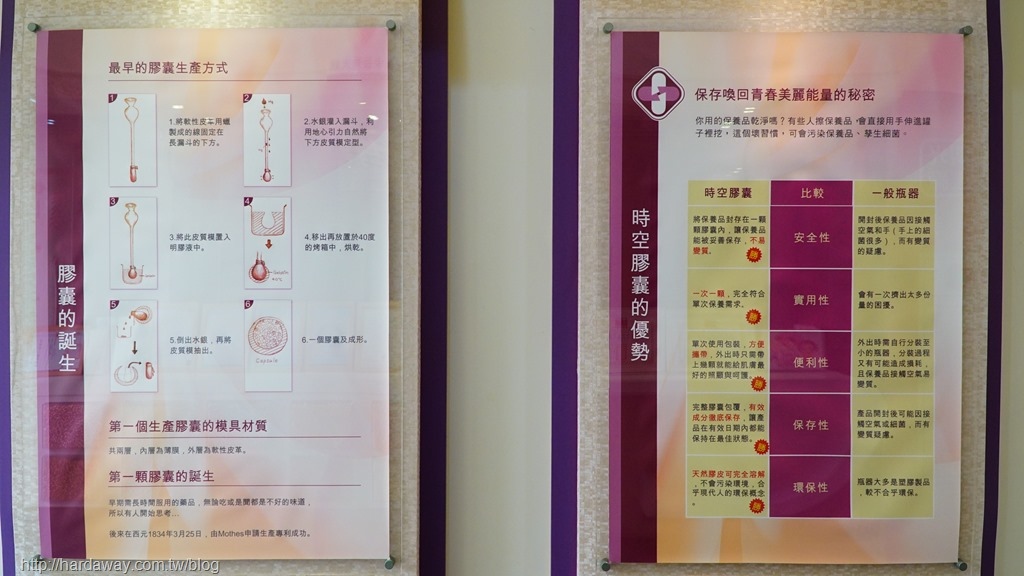 膠囊的誕生
最早的膠囊生產方式
1
1.將軟性皮革用蠟
製成的線固定在
長漏斗的下方。
2
2.水銀灌入漏斗,利
用地心引力自然將
下方皮質模定型。
3
3.將此皮質模置入
明膠液中。
4
4.移出再放置於40度
的烤箱中,烘乾。
5
5.倒出水銀,再將
皮質模抽出。
6
Capsule
6.一個膠囊及成形。
第一個生產膠囊的模具材質
共兩層,內層為薄膜,外層為軟性皮革。
第一顆膠囊的誕生
早期需長時間服用的藥品,無論吃或是聞都是不好的味道,
所以有人開始思考...
後來在西元1834年3月25日,由Mothes申請生產專利成功。
時空膠囊的優勢
保存喚回青春美麗能量的秘密
你用的保養品乾淨嗎?有些人擦保養品,會直接用手伸進罐
子裡挖,這個壞習慣,可會污染保養品、孳生細菌。
時空膠囊
比較
一般瓶器
將保養品封存在一顆
顆膠囊內,讓保養品
能被妥善保存,不易
變質。
勝
安全性
開封後保養品因接觸
空氣和手(手上的細
菌很多),而有變質
的疑慮。
一次一顆,完全符合
單次保養需求。
勝
實用性
會有一次擠出太多份
量的困擾。
單次使用包裝,方便
攜帶,外出時只需帶
上幾顆就能給肌膚最
好的照顧與呵護。
勝
便利性
外出時需自行分裝至
小的瓶器,分裝過程
又有可能造成損耗,
且保養品接觸空氣易
變質。
完整膠囊包覆,有效
成分徹底保存,讓產
品在有效日期內都能
保持在最佳狀態。
勝
保存性
產品開封後可能因接
觸空氣或細菌,而有
變質疑慮。
天然膠皮可完全溶解
,不會污染環境,合
乎現代人的環保概念
。
勝
環保性
瓶器大多是塑膠製品
,較不合乎環保。
http://hardaway.com.tw/blog